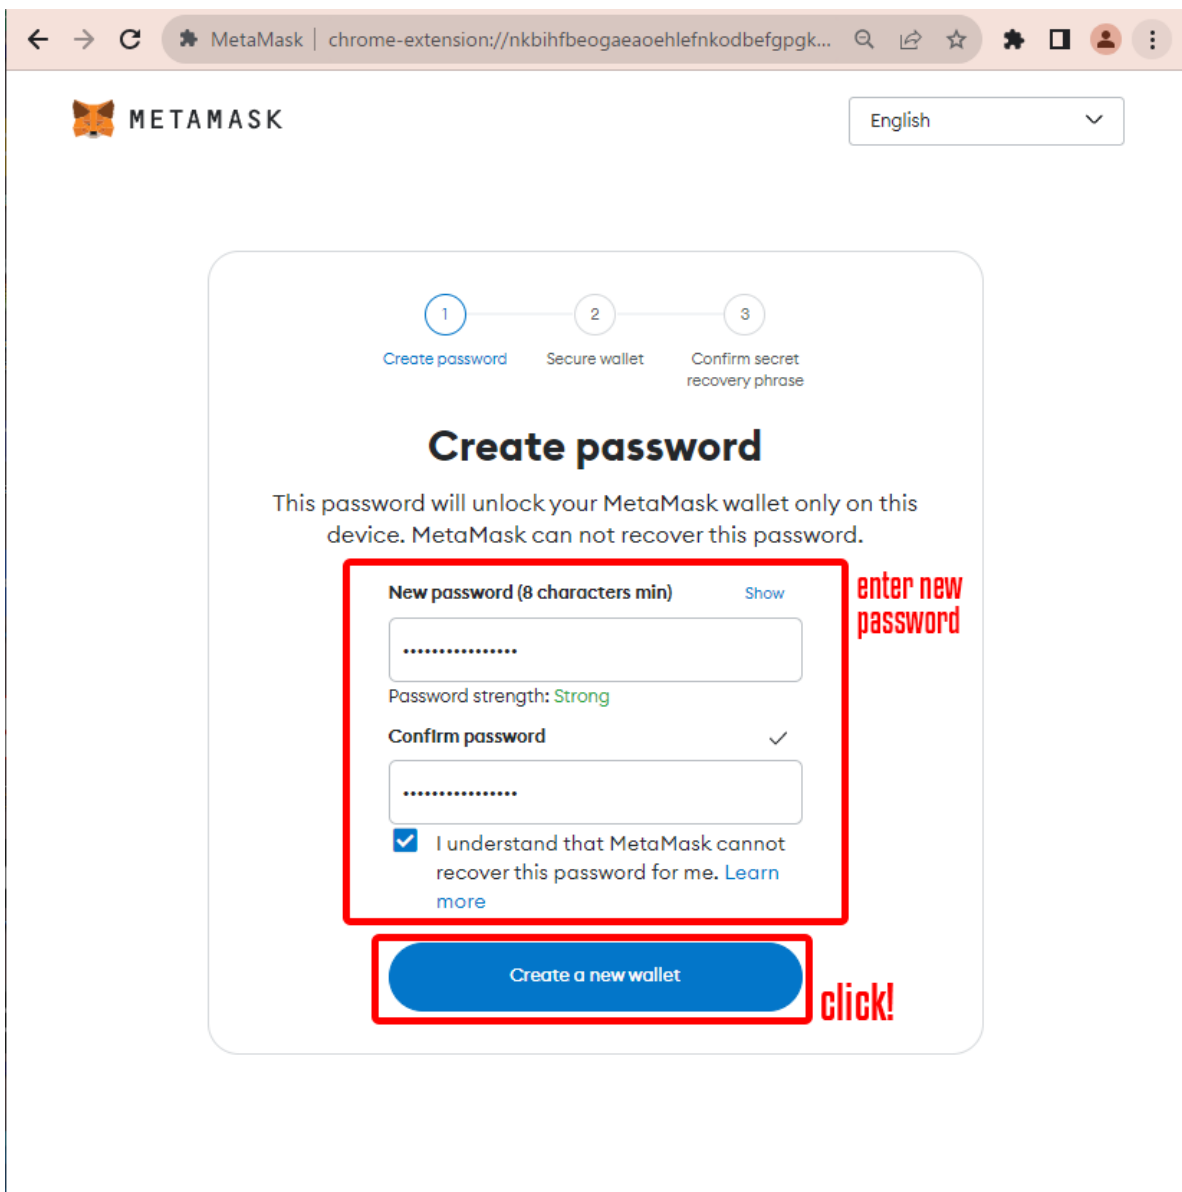 MetaMask | chrome-extension://nkbihfbeogaeaoehlefnkodbefgpgk...
METAMASK
English
1
2
3
Create password
Secure wallet
Confirm secret
recovery phrase
Create password
This password will unlock your MetaMask wallet only on this
device. MetaMask can not recover this password.
New password (8 characters min)
Show
enter new
password
••••••••••••••••
Password strength: Strong
Confirm password
••••••••••••••••
I understand that MetaMask cannot
recover this password for me. Learn
more
Create a new wallet
click!